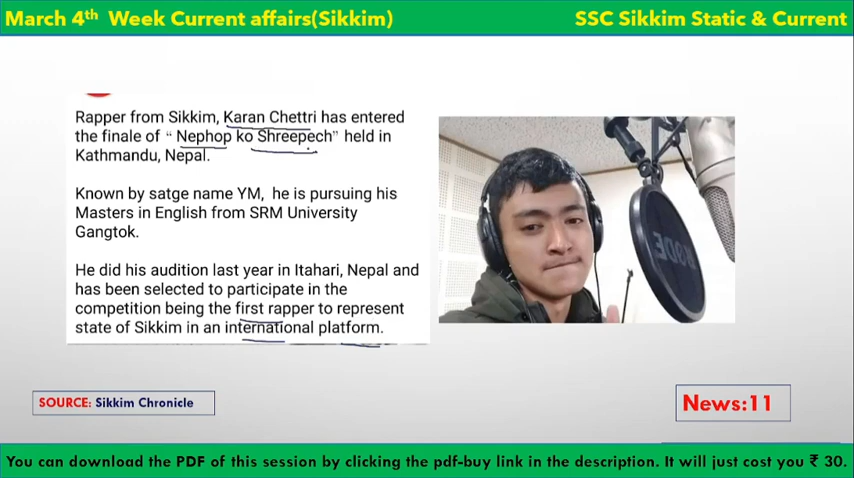 March 4th Week Current affairs(Sikkim)
SSC Sikkim Static & Current
Rapper from Sikkim, Karan Chettri has entered
the finale of “ Nephop ko Shreepech” held in
Kathmandu, Nepal.
Known by satge name YM, he is pursuing his
Masters in English from SRM University
Gangtok.
He did his audition last year in Itahari, Nepal and
has been selected to participate in the
competition being the first rapper to represent
state of Sikkim in an international platform.
RØDE
SOURCE: Sikkim Chronicle
News:11
You can download the PDF of this session by clicking the pdf-buy link in the description. It will just cost you ₹ 30.